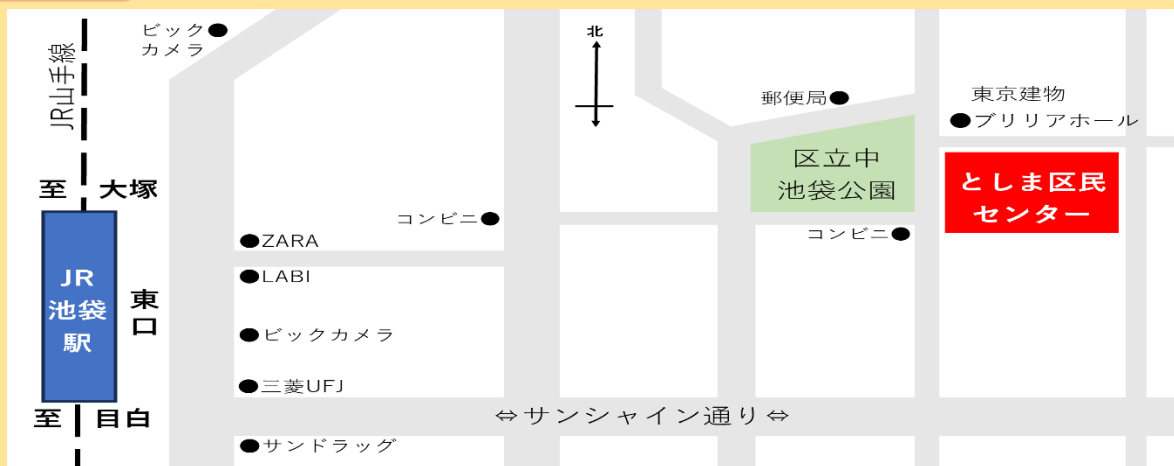 ビック
カメラ
北
JR山手線
郵便局
東京建物
ブリリアホール
区立中
池袋公園
としま区民
センター
至 大塚
コンビニ
コンビニ
ZARA
LABI
JR
池袋
駅
東口
ビックカメラ
三菱UFJ
至 目白
⇔サンシャイン通り⇔
サンドラッグ